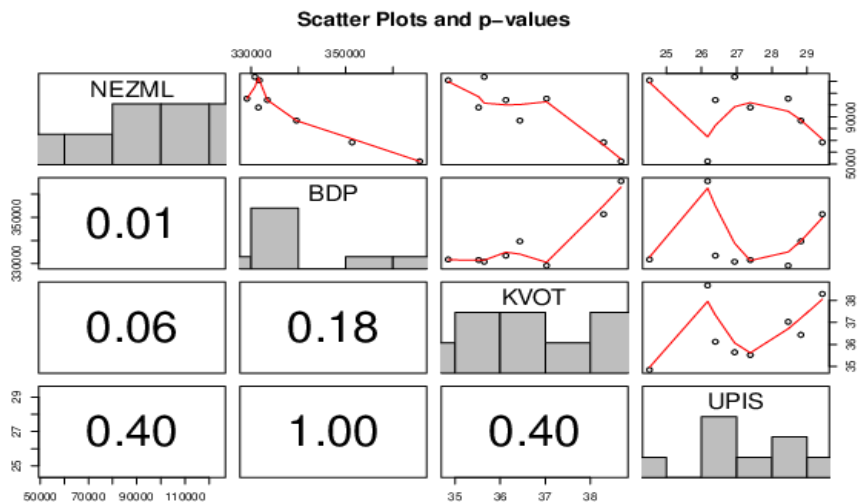 Scatter Plots and p-values
330000 350000
25 26 27 28 29
NEZML
50000 90000
BDP
330000 350000
0.01
KVOT
35 36 37 38
0.06 0.18
UPIS
25 27 29
0.40 1.00 0.40
50000 70000 90000 110000
35 36 37 38